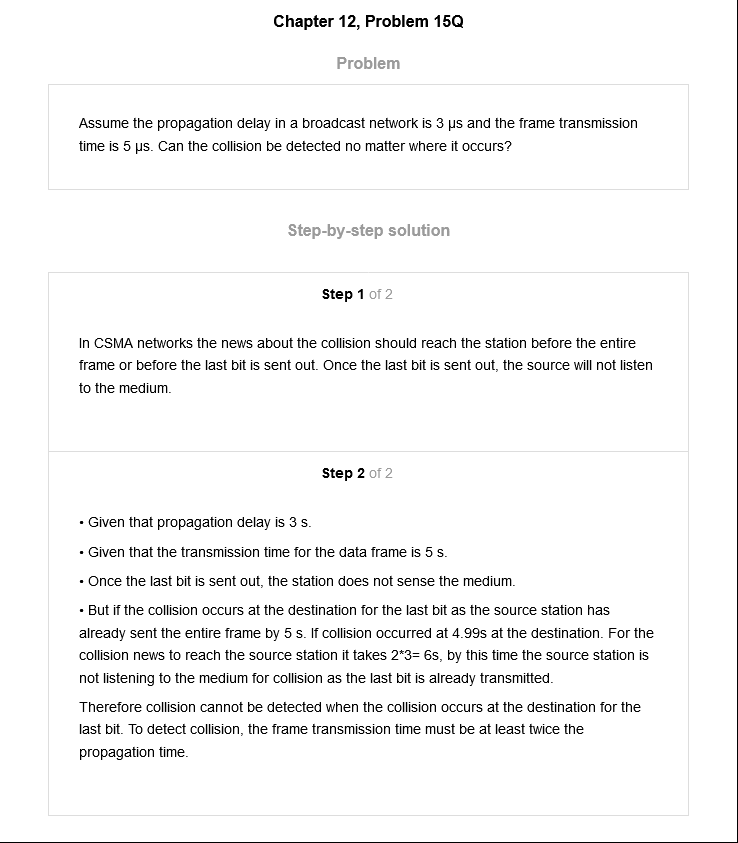 Chapter 12, Problem 15Q
Problem
Assume the propagation delay in a broadcast network is 3 μs and the frame transmission
time is 5 μs. Can the collision be detected no matter where it occurs?
Step-by-step solution
Step 1 of 2
In CSMA networks the news about the collision should reach the station before the entire
frame or before the last bit is sent out. Once the last bit is sent out, the source will not listen
to the medium.
Step 2 of 2
• Given that propagation delay is 3 s.
• Given that the transmission time for the data frame is 5 s.
• Once the last bit is sent out, the station does not sense the medium.
• But if the collision occurs at the destination for the last bit as the source station has
already sent the entire frame by 5 s. If collision occurred at 4.99s at the destination. For the
collision news to reach the source station it takes 2*3= 6s, by this time the source station is
not listening to the medium for collision as the last bit is already transmitted.
Therefore collision cannot be detected when the collision occurs at the destination for the
last bit. To detect collision, the frame transmission time must be at least twice the
propagation time.